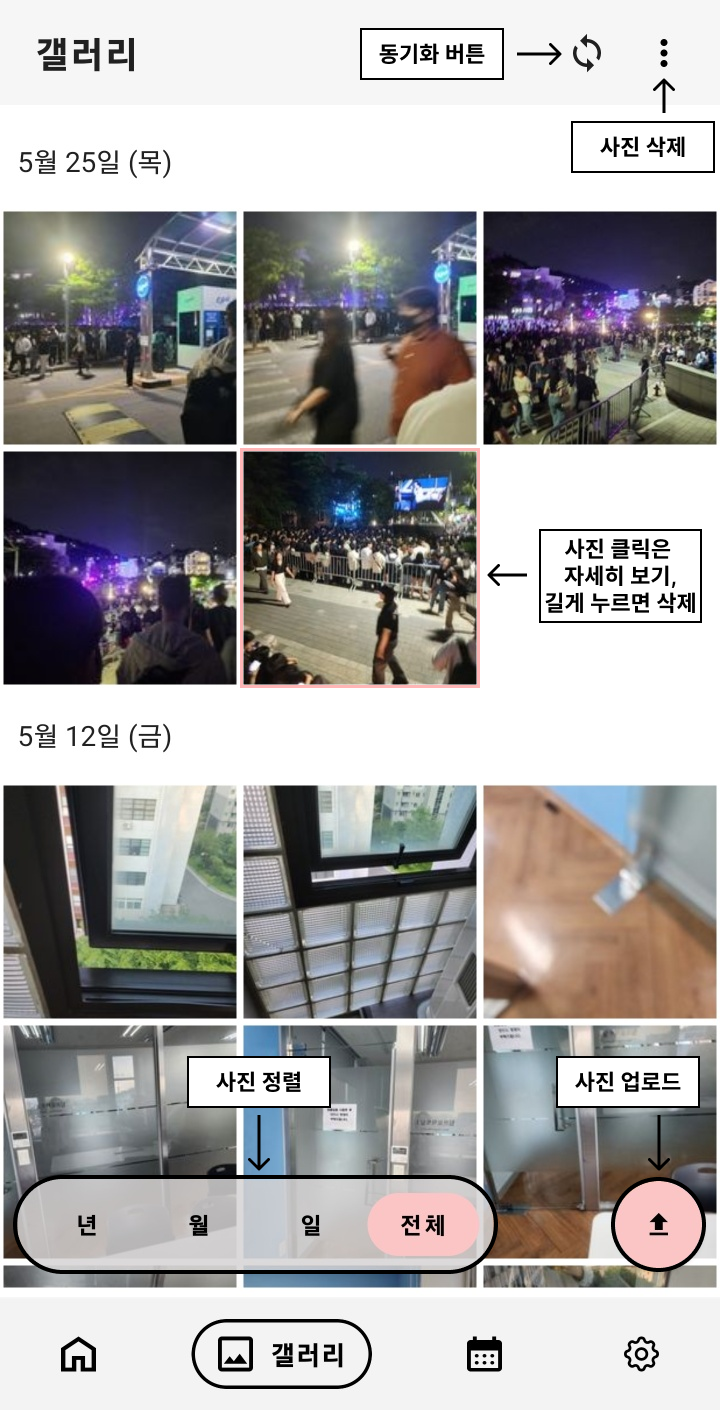 갤러리
동기화 버튼
사진 삭제
5월 25일 (목)
사진 클릭은
자세히 보기,
길게 누르면 삭제
5월 12일 (금)
사진 정렬
사진 업로드
년 월 일 전체
갤러리